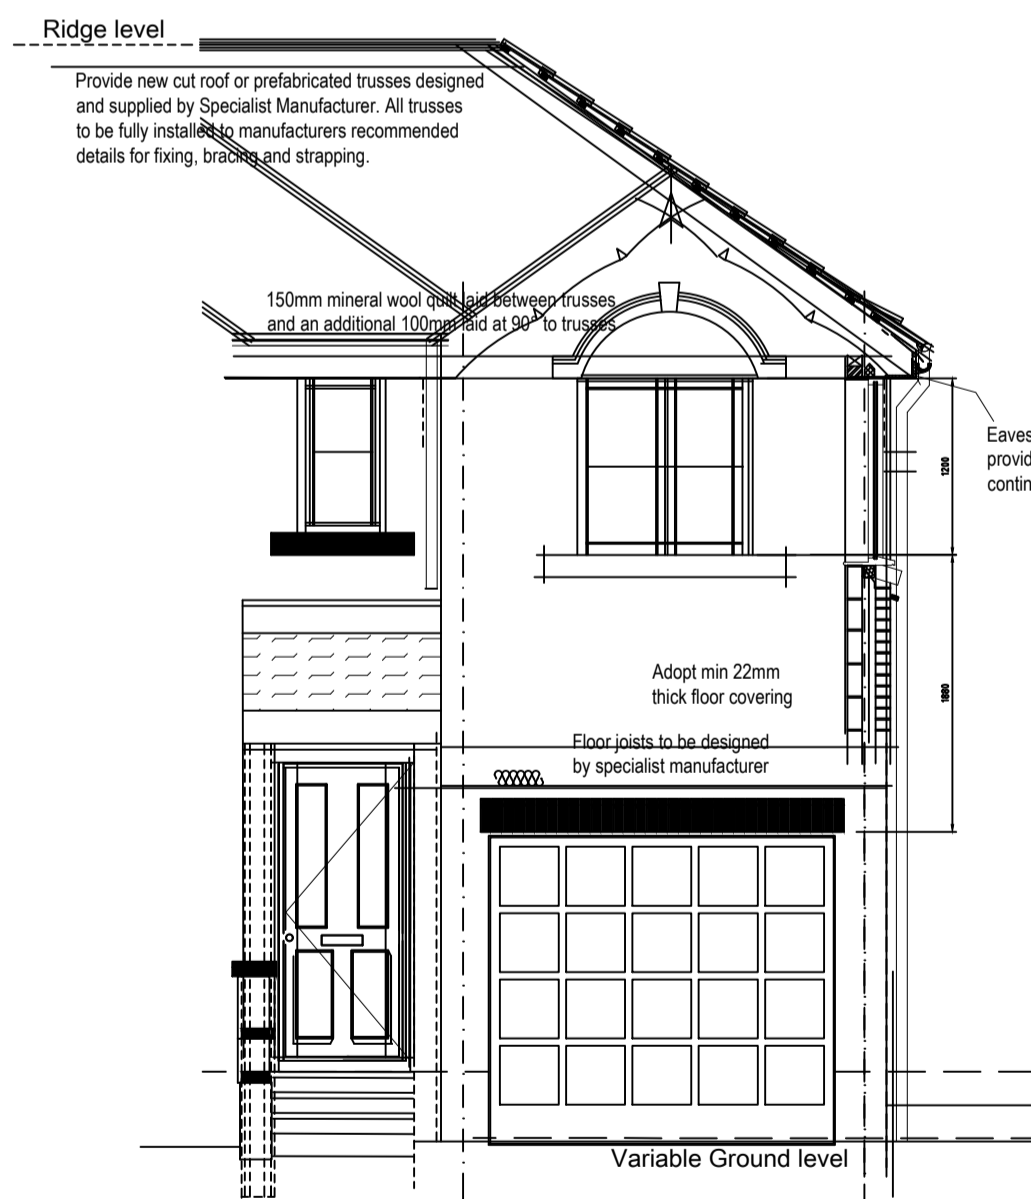 Ridge level
Provide new cut roof or prefabricated trusses designed
and supplied by Specialist Manufacturer. All trusses
to be fully installed to manufacturers recommended
details for fixing, bracing and strapping.
150mm mineral wool quilt laid between trusses
and an additional 100mm laid at 90° to trusses
Eaves
provid
contin
1200
Adopt min 22mm
thick floor covering
1880
Floor joists to be designed
by specialist manufacturer
Variable Ground level